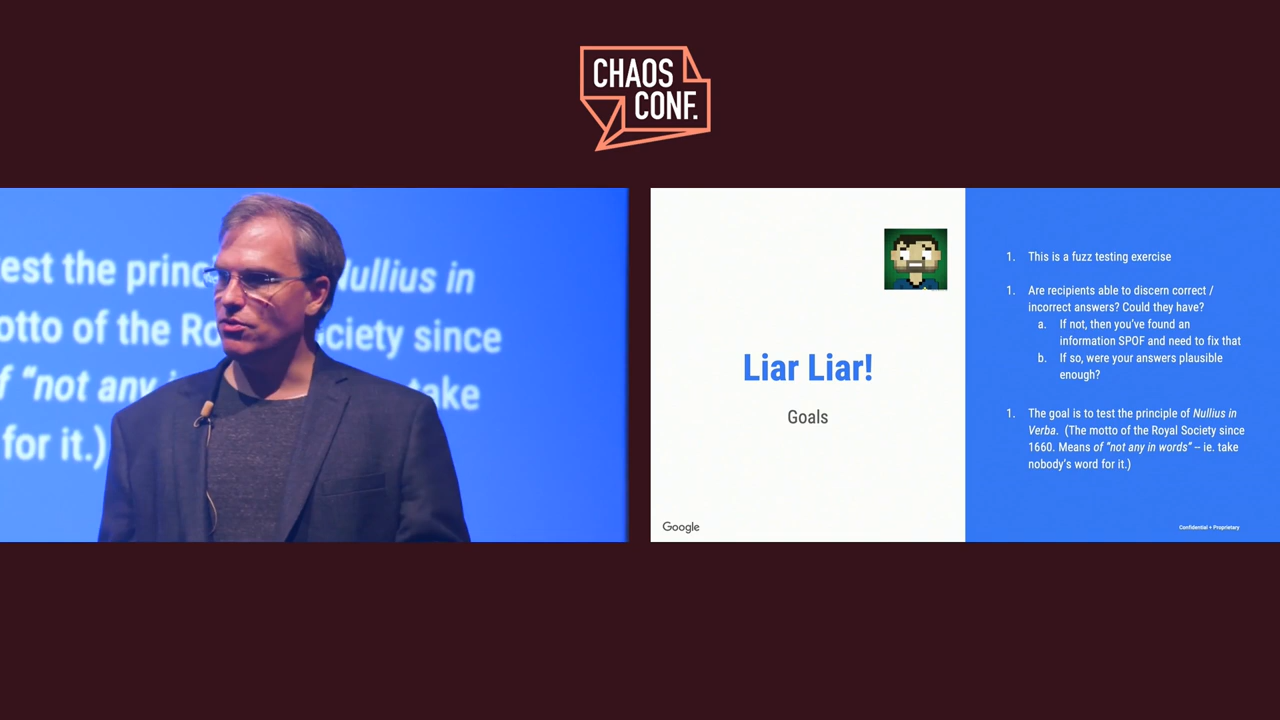 CHAOS
CONF.
est the princ
Nullius in
otto of the Ro
ciety since
f “not any
take
for it.)
Liar Liar!
Goals
Google
1. This is a fuzz testing exercise
1. Are recipients able to discern correct /
incorrect answers? Could they have?
a. If not, then you’ve found an
information SPOF and need to fix that
b. If so, were your answers plausible
enough?
1. The goal is to test the principle of Nullius in
Verba. (The motto of the Royal Society since
1660. Means of “not any in words” – ie. take
nobody’s word for it.)
Confidential + Proprietary